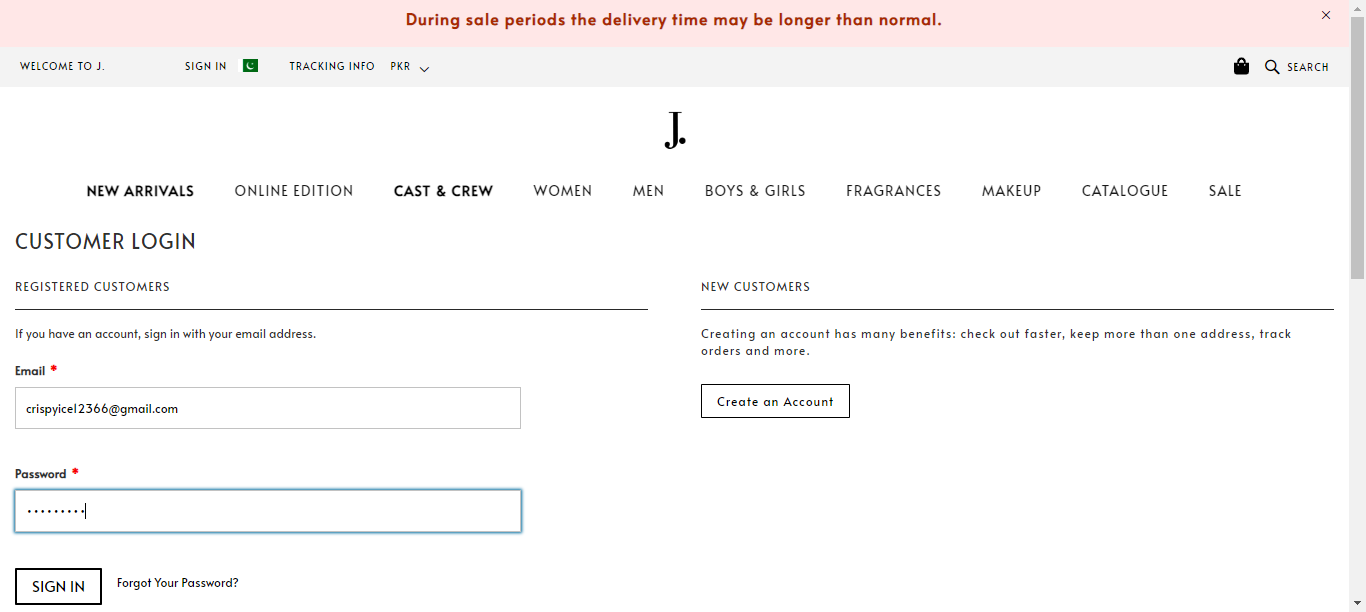 During sale periods the delivery time may be longer than normal.
WELCOME TO J. SIGN IN TRACKING INFO PKR SEARCH
J.
NEW ARRIVALS ONLINE EDITION CAST & CREW WOMEN MEN BOYS & GIRLS FRAGRANCES MAKEUP CATALOGUE SALE
CUSTOMER LOGIN
REGISTERED CUSTOMERS
If you have an account, sign in with your email address.
Email *
crispyice12366@gmail.com
Password *
•••••••••
SIGN IN Forgot Your Password?
NEW CUSTOMERS
Creating an account has many benefits: check out faster, keep more than one address, track
orders and more.
Create an Account